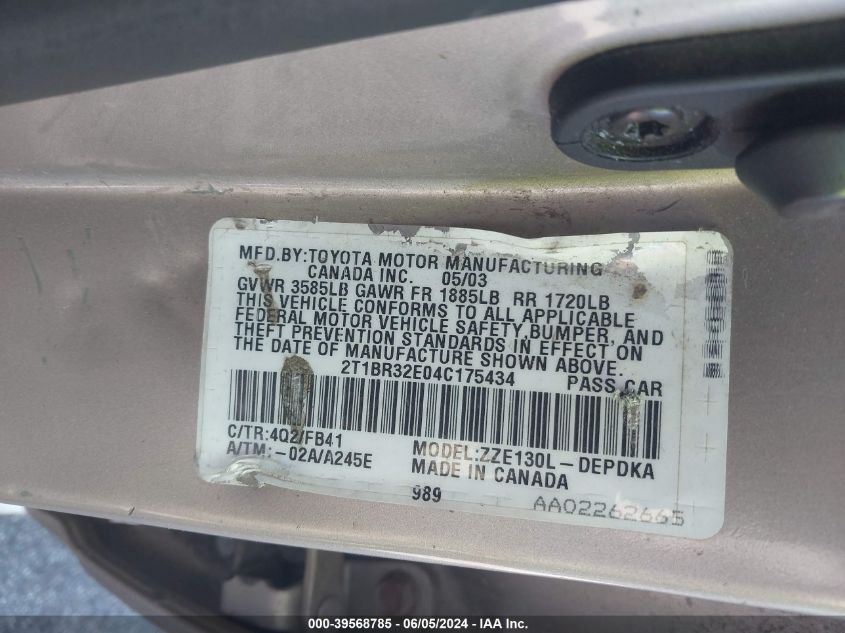 MFD.BY:TOYOTA MOTOR MANUFACTURING
CANADA INC. 05/03
GVWR 3585LB GAWR FR 1885LB RR 1720LB
THIS VEHICLE CONFORMS TO ALL APPLICABLE
FEDERAL MOTOR VEHICLE SAFETY,BUMPER, AND
THEFT PREVENTION STANDARDS IN EFFECT ON
THE DATE OF MANUFACTURE SHOWN ABOVE.
2T1BR32E04C175434 PASS.CAR
C/TR:4Q2/FB41
A/TM:-02A/A245E
MODEL:ZZE130L-DEPDKA
MADE IN CANADA
989
AA02262665
000-39568785 - 06/05/2024 - IAA Inc.